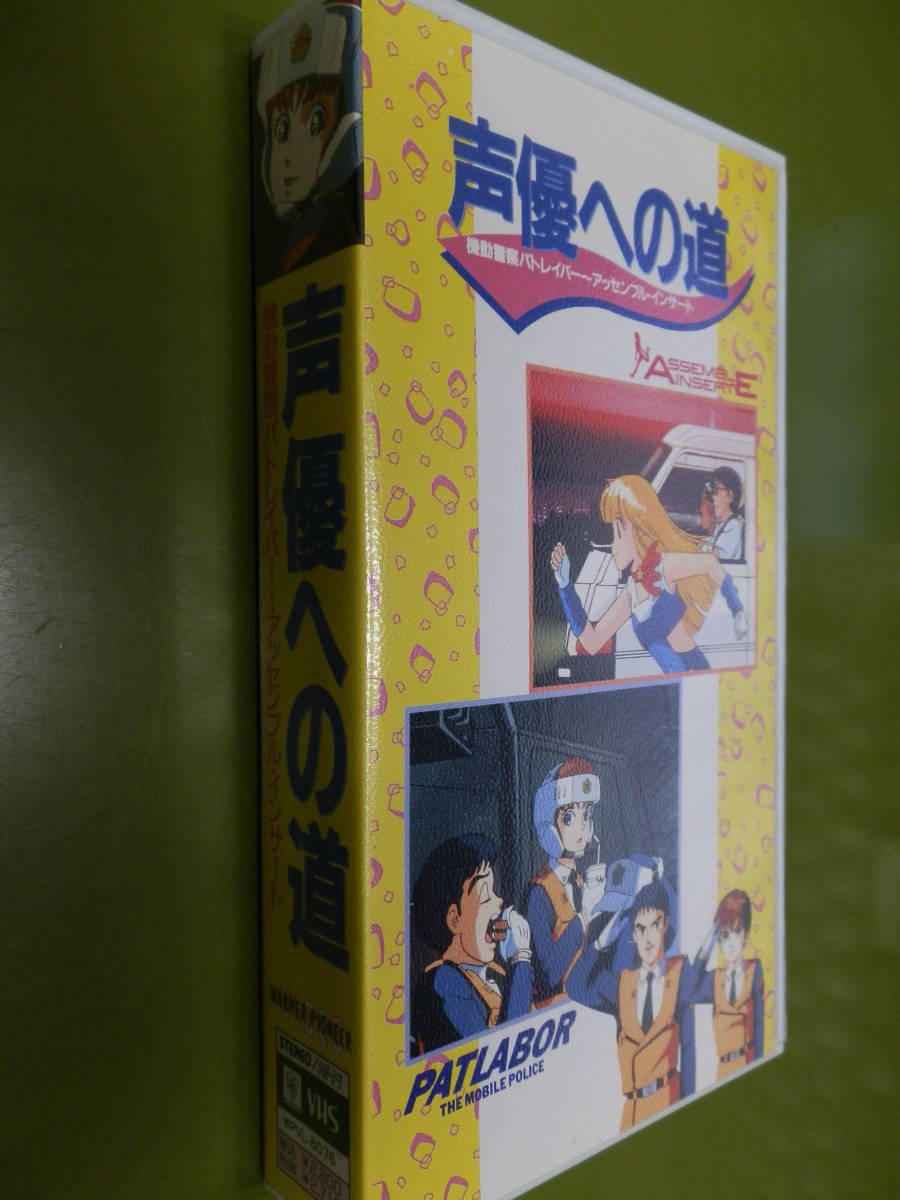 声優への道
機動警察パトレイバー～アッセンブル・インサート
ASSEMBLE
INSERT
PATLABOR
THE MOBILE POLICE
声優への道
機動警察パトレイバー～アッセンブル・インサート
WARNER-PIONEER
VHS
WPVL-8076